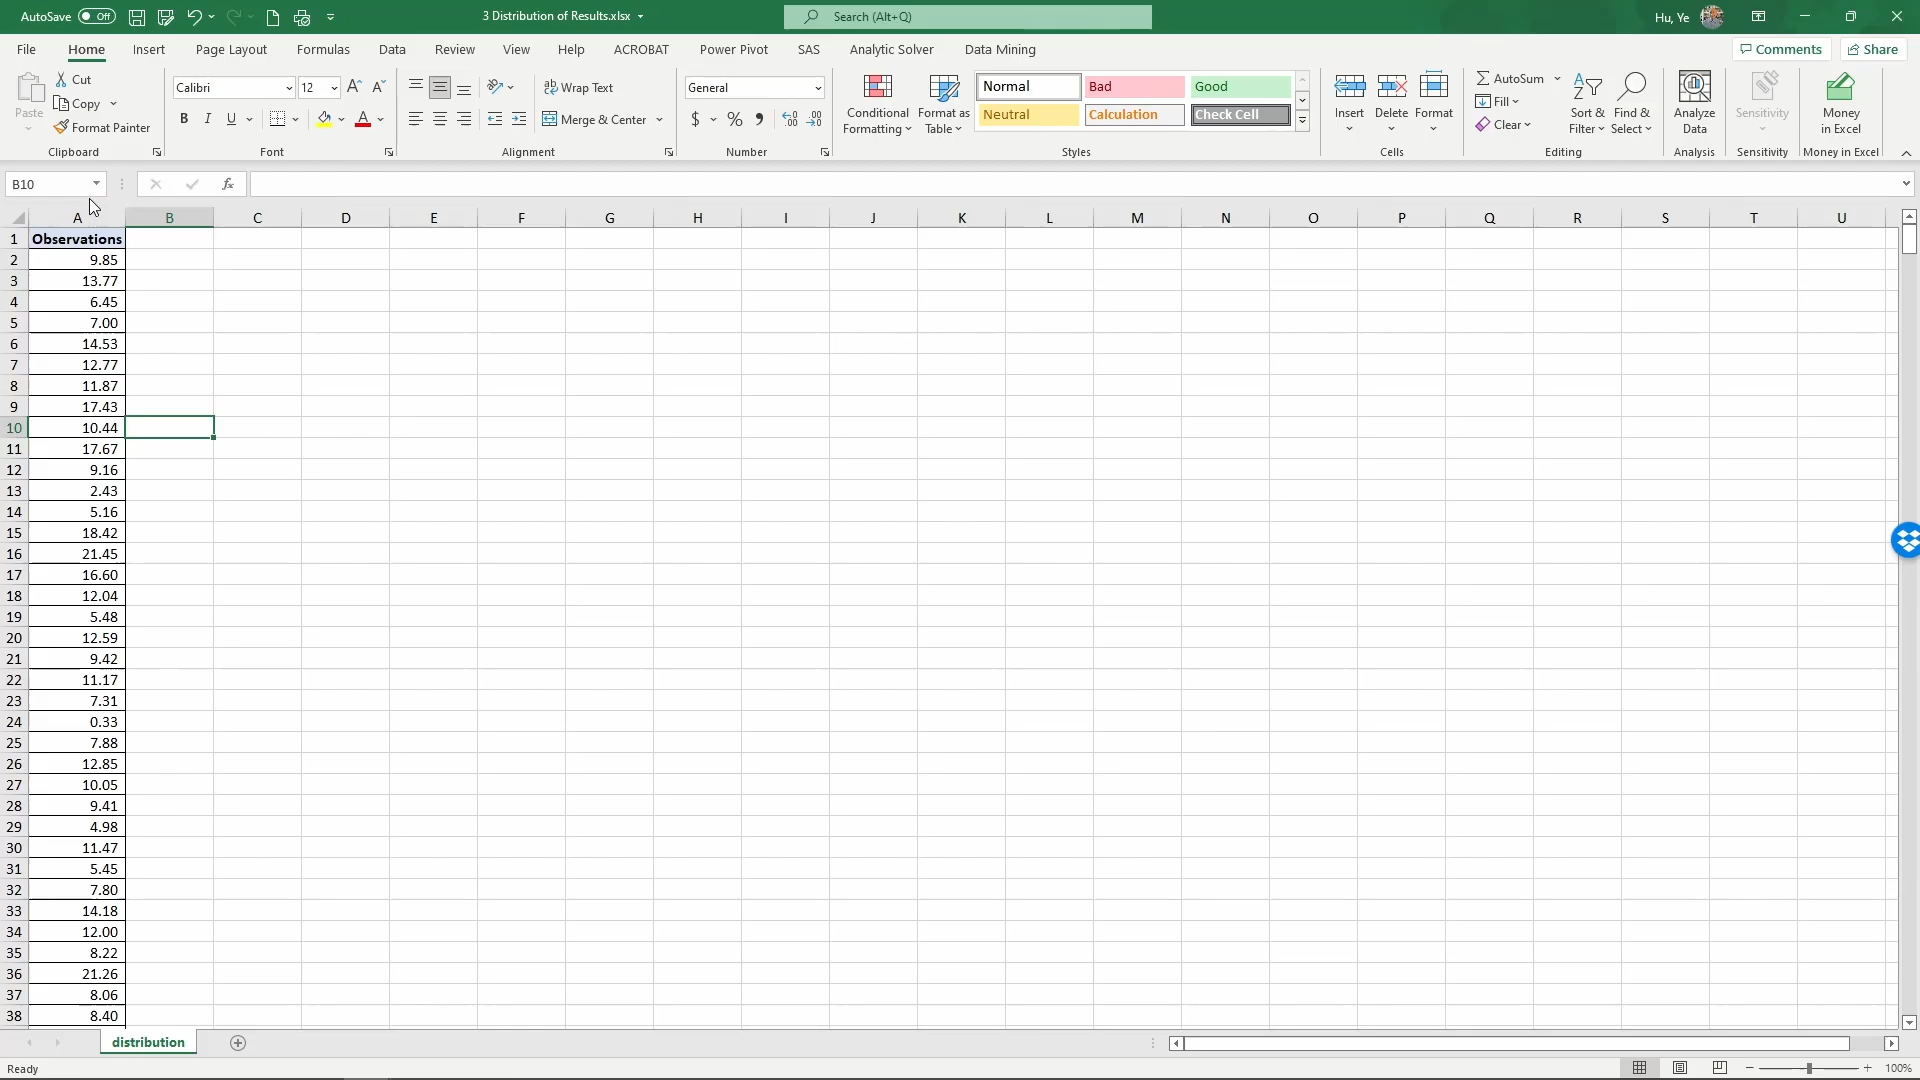 AutoSave Off 3 Distribution of Results.xlsx Search (Alt+Q) Hu, Ye
File Home Insert Page Layout Formulas Data Review View Help ACROBAT Power Pivot SAS Analytic Solver Data Mining Comments Share
Paste
Cut
Copy
Format Painter
Clipboard
Calibri 12
B I U
Font
Wrap Text
Merge & Center
Alignment
General
$ % 9
Number
Conditional Formatting
Format as Table
Normal Bad Good
Neutral Calculation Check Cell
Styles
Insert Delete Format
Cells
AutoSum
Fill
Clear
Sort & Filter
Find & Select
Editing
Analyze Data
Analysis
Sensitivity
Sensitivity
Money in Excel
Money in Excel
B10 fx
A B C D E F G H I J K L M N O P Q R S T U
1 Observations
2 9.85
3 13.77
4 6.45
5 7.00
6 14.53
7 12.77
8 11.87
9 17.43
10 10.44
11 17.67
12 9.16
13 2.43
14 5.16
15 18.42
16 21.45
17 16.60
18 12.04
19 5.48
20 12.59
21 9.42
22 11.17
23 7.31
24 0.33
25 7.88
26 12.85
27 10.05
28 9.41
29 4.98
30 11.47
31 5.45
32 7.80
33 14.18
34 12.00
35 8.22
36 21.26
37 8.06
38 8.40
distribution
Ready 100%